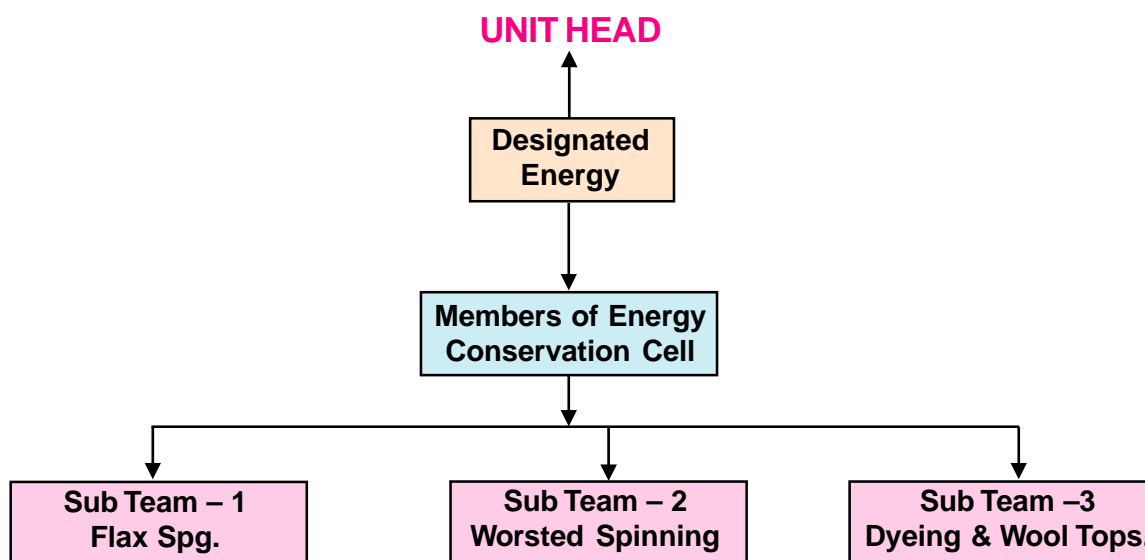 UNIT HEAD
Designated
Energy
Members of Energy
Conservation Cell
Sub Team – 1
Flax Spg.
Sub Team – 2
Worsted Spinning
Sub Team –3
Dyeing & Wool Tops